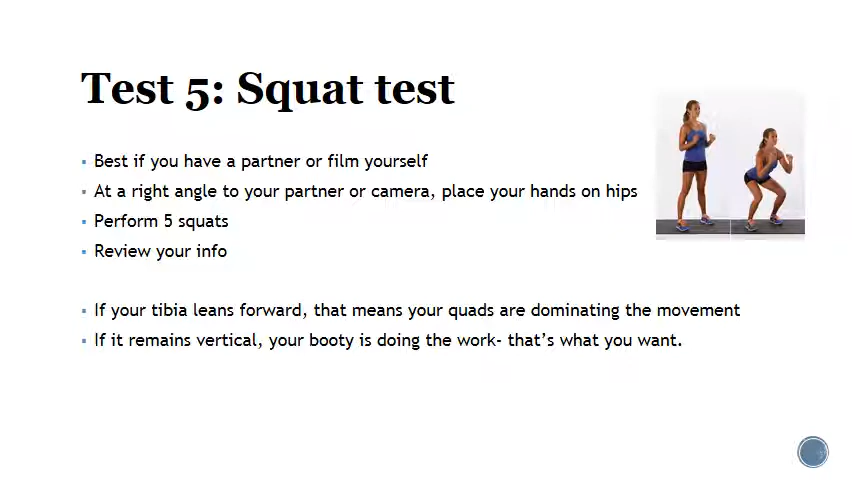 Test 5: Squat test
▪ Best if you have a partner or film yourself
▪ At a right angle to your partner or camera, place your hands on hips
▪ Perform 5 squats
▪ Review your info
▪ If your tibia leans forward, that means your quads are dominating the movement
▪ If it remains vertical, your booty is doing the work- that’s what you want.